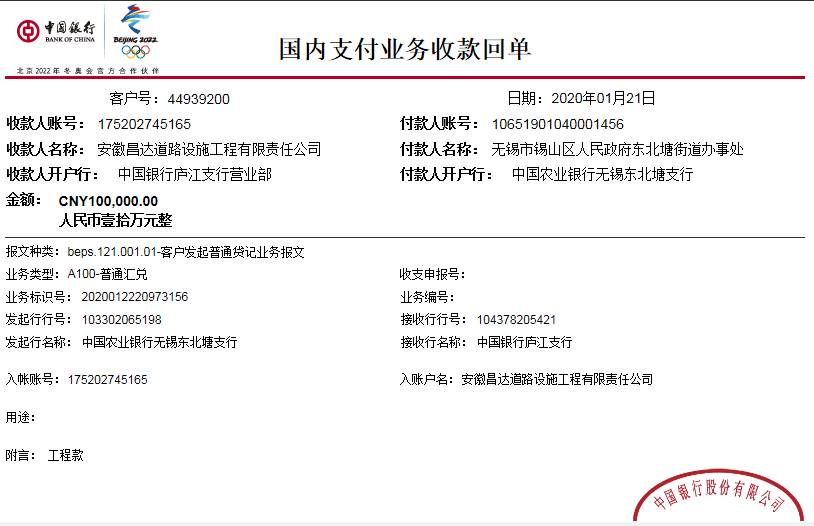 中国银行
BANK OF CHINA
BEIJING 2022
北京2022年冬奥会官方合作伙伴
国内支付业务收款回单
客户号：44939200 日期：2020年01月21日
收款人账号：175202745165 付款人账号：10651901040001456
收款人名称：安徽昌达道路设施工程有限责任公司 付款人名称：无锡市锡山区人民政府东北塘街道办事处
收款人开户行：中国银行庐江支行营业部 付款人开户行：中国农业银行无锡东北塘支行
金额：CNY100,000.00
人民币壹拾万元整
报文种类：beps.121.001.01-客户发起普通贷记业务报文
业务类型：A100-普通汇兑 收支申报号：
业务标识号：2020012220973156 业务编号：
发起行行号：103302065198 接收行行号：104378205421
发起行名称：中国农业银行无锡东北塘支行 接收行名称：中国银行庐江支行
入帐账号：175202745165 入账户名：安徽昌达道路设施工程有限责任公司
用途：
附言：工程款
中国银行股份有限公司